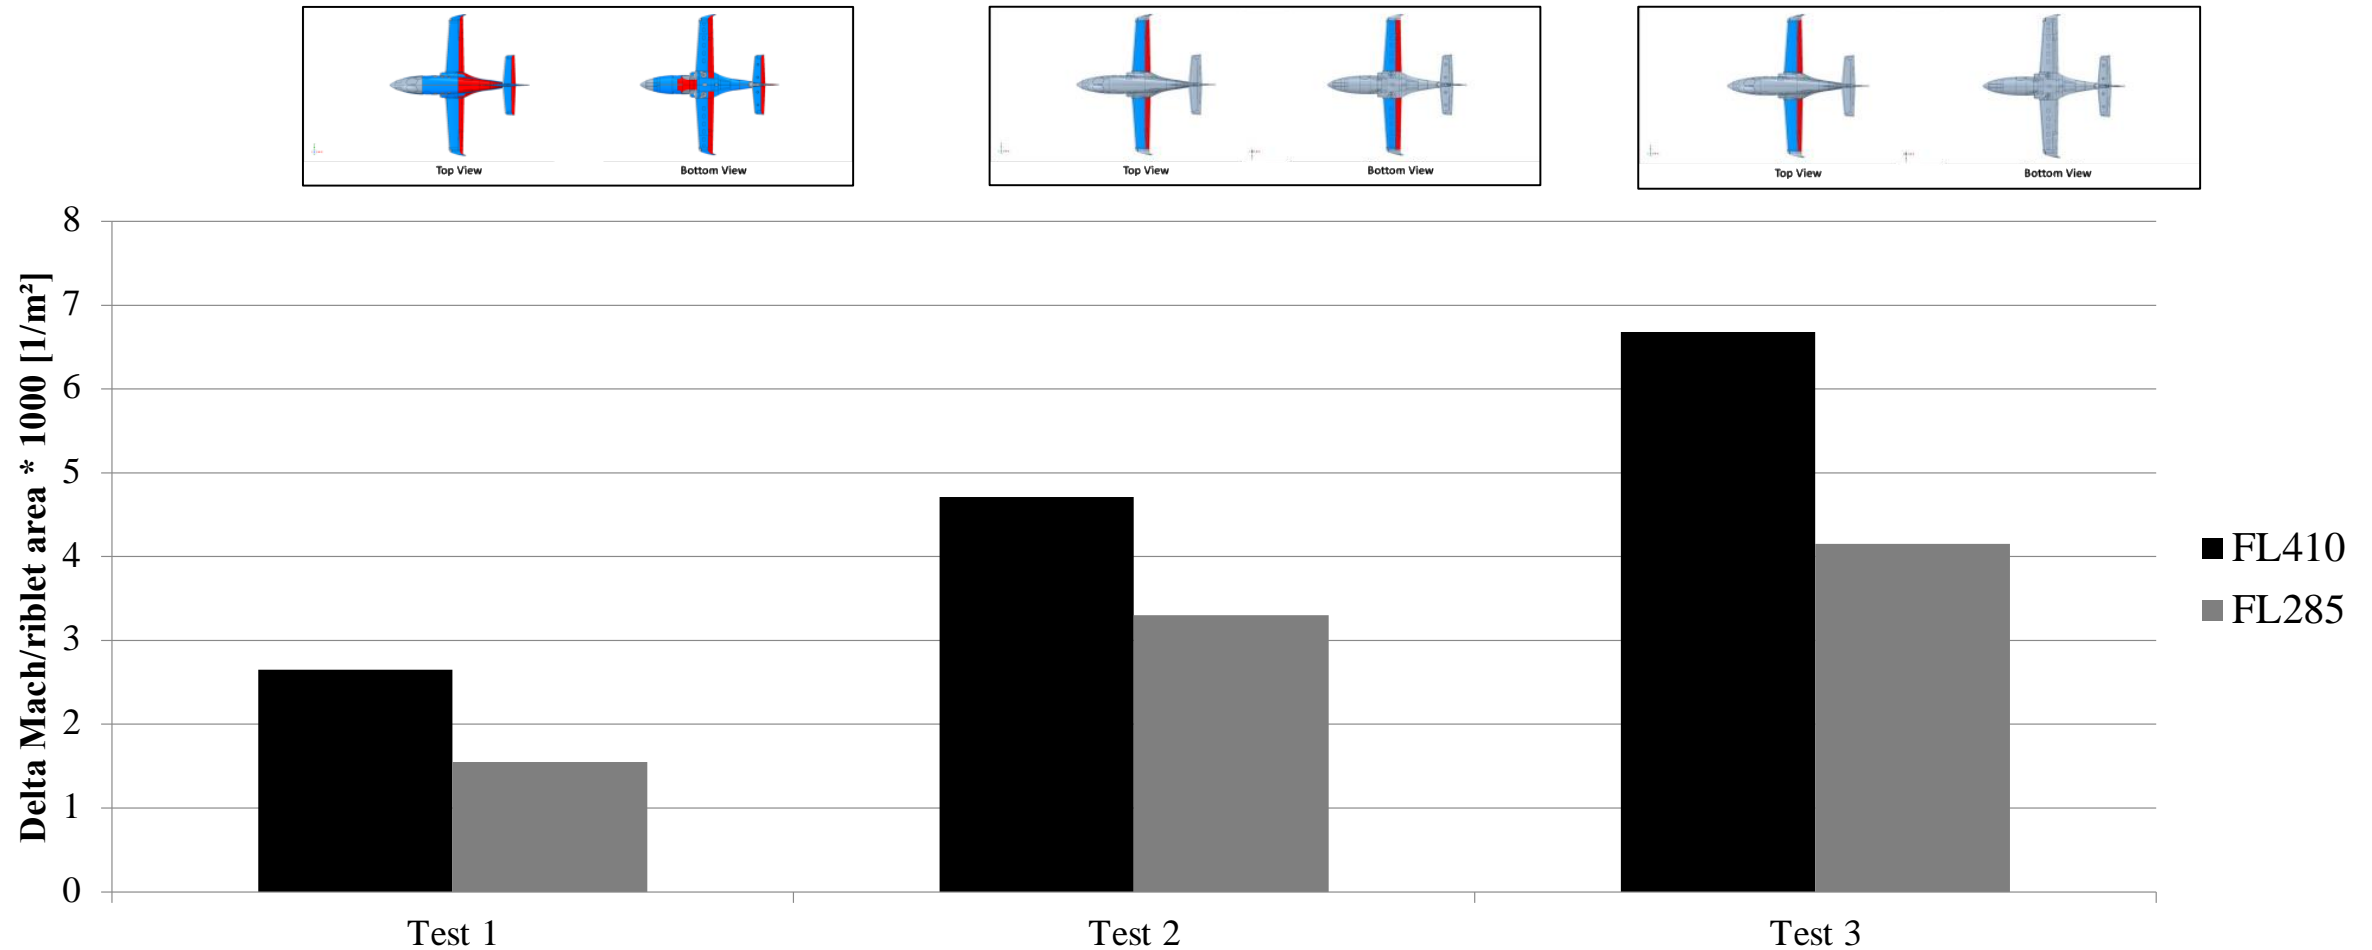 Top View Bottom View
Top View Bottom View
Top View Bottom View
Delta Mach/riblet area * 1000 [1/m²]
8
7
6
5
4
3
2
1
0
Test 1 Test 2 Test 3
FL410
FL285